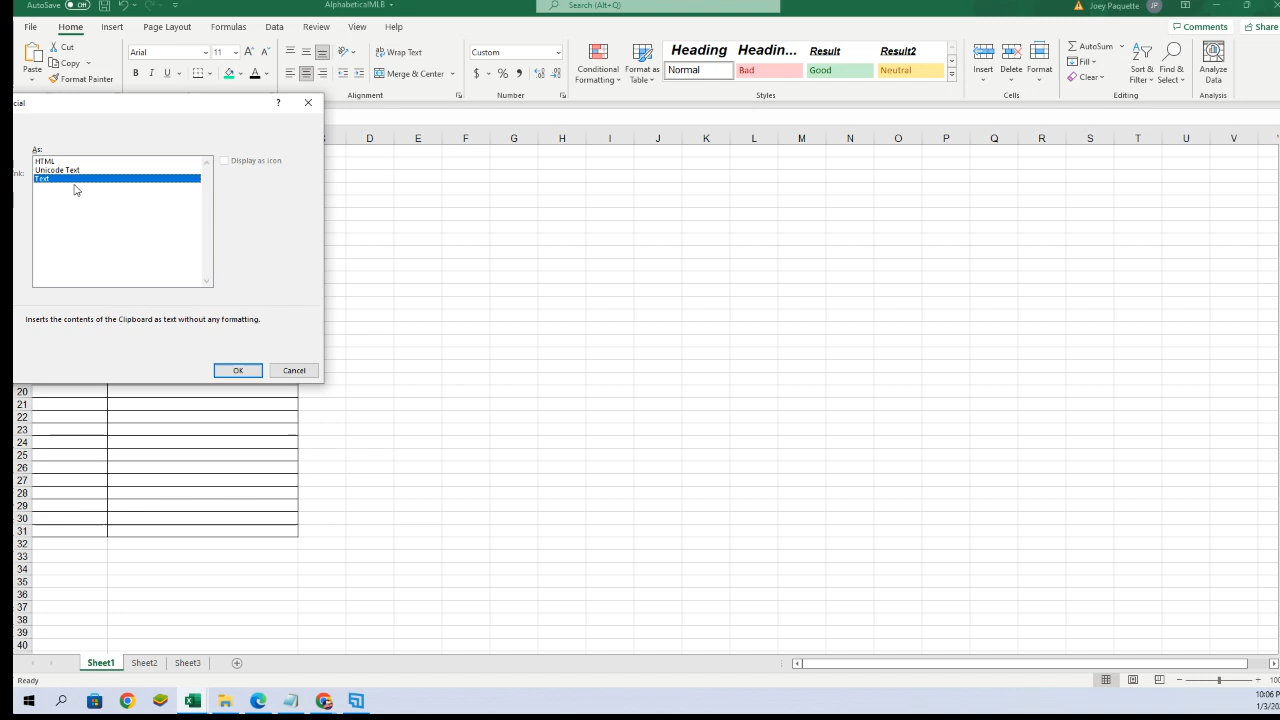 AutoSave Off AlphabeticalMLB Search (Alt+Q) Joey Paquette JP
File Home Insert Page Layout Formulas Data Review View Help Comments Share
Paste Cut Copy Format Painter
Arial 11 Wrap Text Custom
B I U A Merge & Center $ % Alignment Number
Conditional Formatting Format as Table
Heading Headin... Result Result2
Normal Bad Good Neutral
Styles
Insert Delete Format
Cells
AutoSum Fill Clear
Sort & Filter Find & Select
Editing
Analyze Data
Analysis
cial ? ×
As:
HTML
Unicode Text
Text
Display as icon
nk:
Inserts the contents of the Clipboard as text without any formatting.
OK Cancel
D E F G H I J K L M N O P Q R S T U V
20
21
22
23
24
25
26
27
28
29
30
31
32
33
34
35
36
37
38
39
40
Sheet1 Sheet2 Sheet3
Ready 100
10:06 P
1/3/20